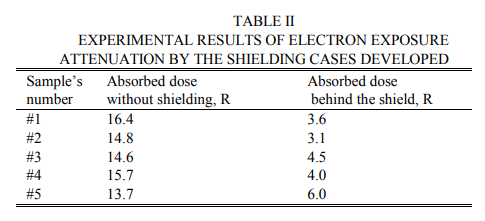 TABLE II
EXPERIMENTAL RESULTS OF ELECTRON EXPOSURE
ATTENUATION BY THE SHIELDING CASES DEVELOPED
Sample's Absorbed dose Absorbed dose
number without shielding, R behind the shield, R
#1 16.4 3.6
#2 14.8 3.1
#3 14.6 4.5
#4 15.7 4.0
#5 13.7 6.0